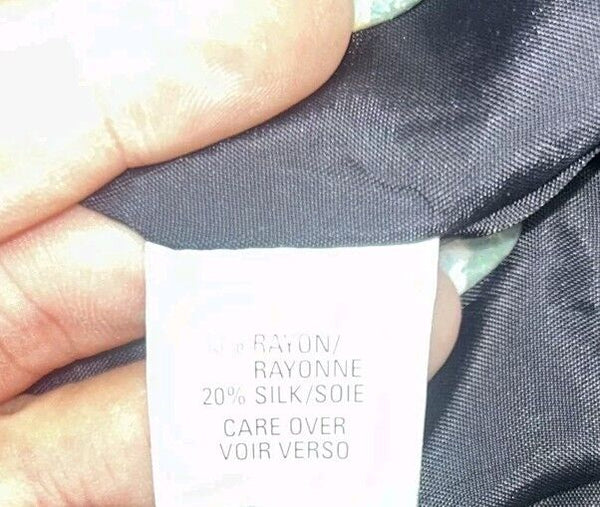 RAYON/
RAYONNE
20% SILK/SOIE
CARE OVER
VOIR VERSO